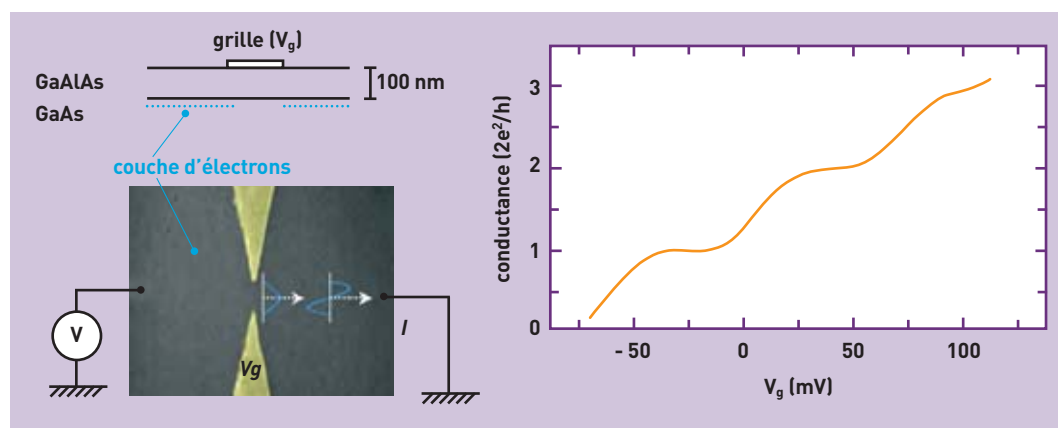 grille (Vg)
GaAlAs
100 nm
GaAs
couche d'électrons
V
I
Vg
conductance (2e²/h)
3
2
1
0
- 50
0
50
100
Vg (mV)